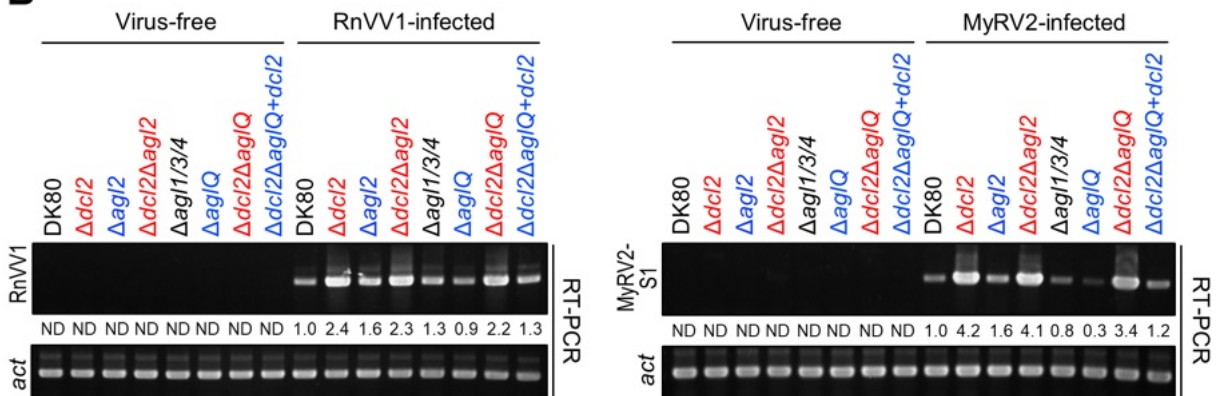 B
Virus-free RnVV1-infected
DK80 Δdcl2 Δagl2 Δdcl2Δagl2 Δagl1/3/4 ΔaglQ Δdcl2ΔaglQ Δdcl2ΔaglQ+dcl2 DK80 Δdcl2 Δagl2 Δdcl2Δagl2 Δagl1/3/4 ΔaglQ Δdcl2ΔaglQ Δdcl2ΔaglQ+dcl2
RnVV1
ND ND ND ND ND ND ND ND 1.0 2.4 1.6 2.3 1.3 0.9 2.2 1.3
act
RT-PCR
Virus-free MyRV2-infected
DK80 Δdcl2 Δagl2 Δdcl2Δagl2 Δagl1/3/4 ΔaglQ Δdcl2ΔaglQ Δdcl2ΔaglQ+dcl2 DK80 Δdcl2 Δagl2 Δdcl2Δagl2 Δagl1/3/4 ΔaglQ Δdcl2ΔaglQ Δdcl2ΔaglQ+dcl2
MyRV2-
S1
ND ND ND ND ND ND ND ND 1.0 4.2 1.6 4.1 0.8 0.3 3.4 1.2
act
RT-PCR